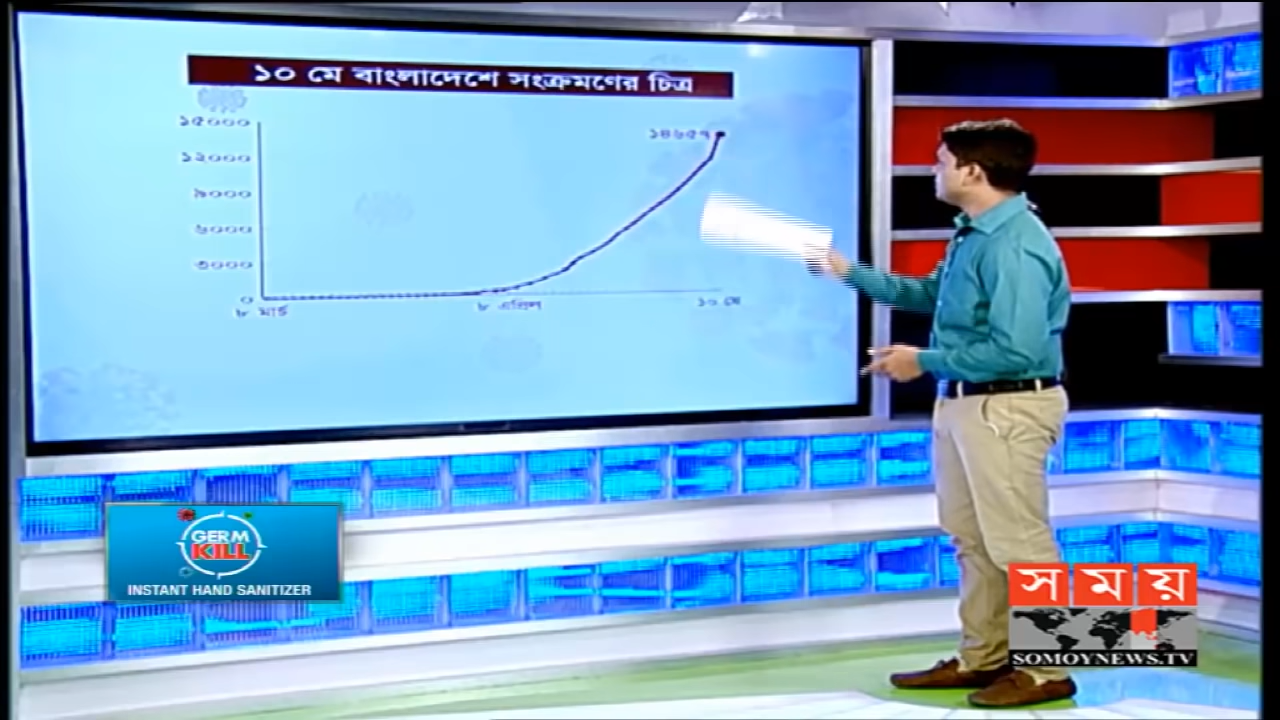 ১০ মে বাংলাদেশে সংক্রমণের চিত্র
১৫০০০
১৪৬৫৭
১২০০০
৯০০০
৬০০০
৩০০০
০
৮ মার্চ
৮ এপ্রিল
১০ মে
GERM
KILL
INSTANT HAND SANITIZER
সময়
SOMOYNEWS.TV